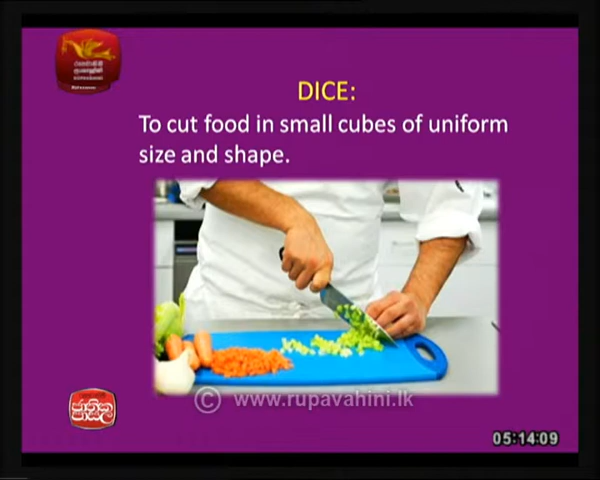 DICE:
To cut food in small cubes of uniform
size and shape.
© www.rupavahini.lk
05:14:09